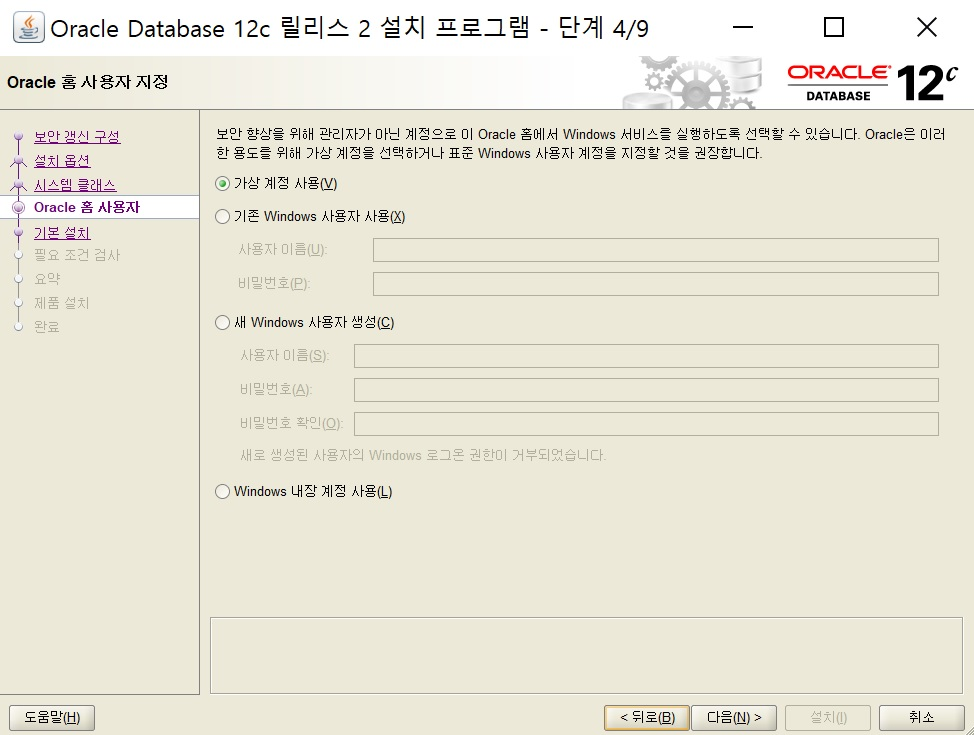 Oracle Database 12c 릴리스 2 설치 프로그램 - 단계 4/9
Oracle 홈 사용자 지정
ORACLE®
DATABASE
12c
보안 갱신 구성
설치 옵션
시스템 클래스
Oracle 홈 사용자
기본 설치
필요 조건 검사
요약
제품 설치
완료
보안 향상을 위해 관리자가 아닌 계정으로 이 Oracle 홈에서 Windows 서비스를 실행하도록 선택할 수 있습니다. Oracle은 이러
한 용도를 위해 가상 계정을 선택하거나 표준 Windows 사용자 계정을 지정할 것을 권장합니다.
가상 계정 사용(V)
기존 Windows 사용자 사용(X)
사용자 이름(U):
비밀번호(P):
새 Windows 사용자 생성(C)
사용자 이름(S):
비밀번호(A):
비밀번호 확인(O):
새로 생성된 사용자의 Windows 로그온 권한이 거부되었습니다.
Windows 내장 계정 사용(L)
도움말(H)
< 뒤로(B)
다음(N) >
설치(I)
취소